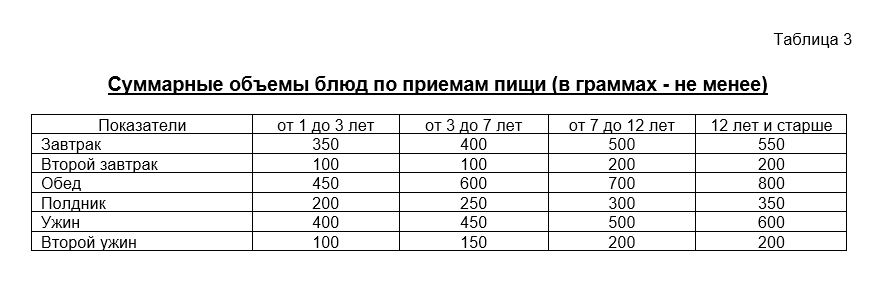 Таблица 3
Суммарные объемы блюд по приемам пищи (в граммах - не менее)
Показатели от 1 до 3 лет от 3 до 7 лет от 7 до 12 лет 12 лет и старше
Завтрак 350 400 500 550
Второй завтрак 100 100 200 200
Обед 450 600 700 800
Полдник 200 250 300 350
Ужин 400 450 500 600
Второй ужин 100 150 200 200